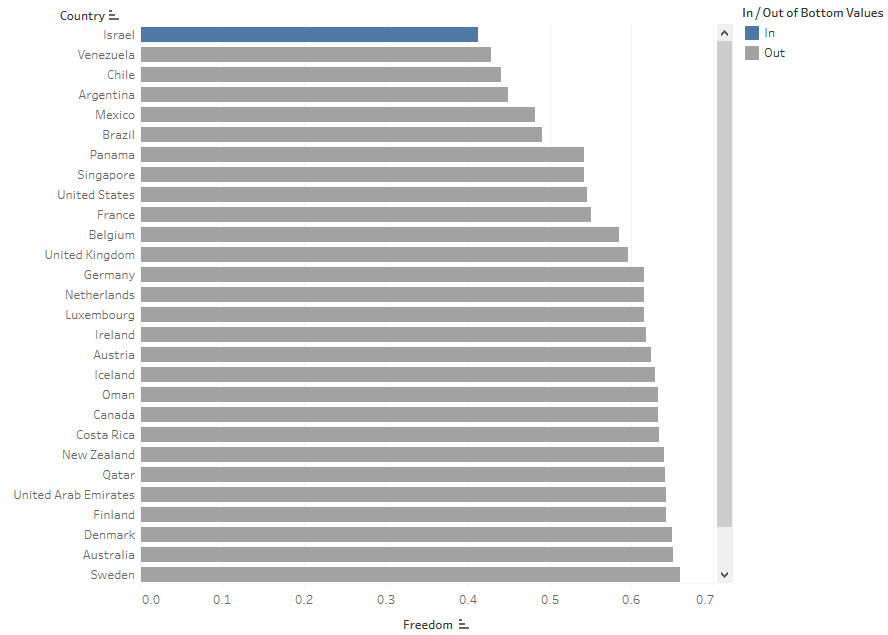 Country
Israel
Venezuela
Chile
Argentina
Mexico
Brazil
Panama
Singapore
United States
France
Belgium
United Kingdom
Germany
Netherlands
Luxembourg
Ireland
Austria
Iceland
Oman
Canada
Costa Rica
New Zealand
Qatar
United Arab Emirates
Finland
Denmark
Australia
Sweden
0.0 0.1 0.2 0.3 0.4 0.5 0.6 0.7
Freedom
In / Out of Bottom Values
In
Out